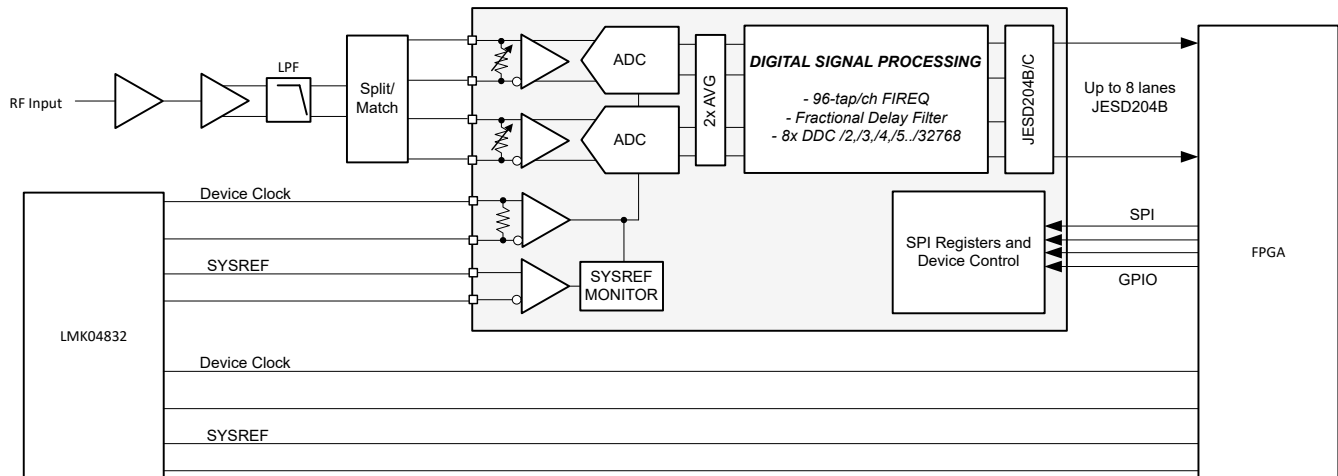 RF Input
LPF
Split/
Match
ADC
ADC
2x AVG
DIGITAL SIGNAL PROCESSING
- 96-tap/ch FIREQ
- Fractional Delay Filter
- 8x DDC /2,/3,/4,/5../32768
JESD204B/C
Up to 8 lanes
JESD204B
Device Clock
SYSREF
SYSREF
MONITOR
SPI Registers and
Device Control
SPI
GPIO
FPGA
LMK04832
Device Clock
SYSREF